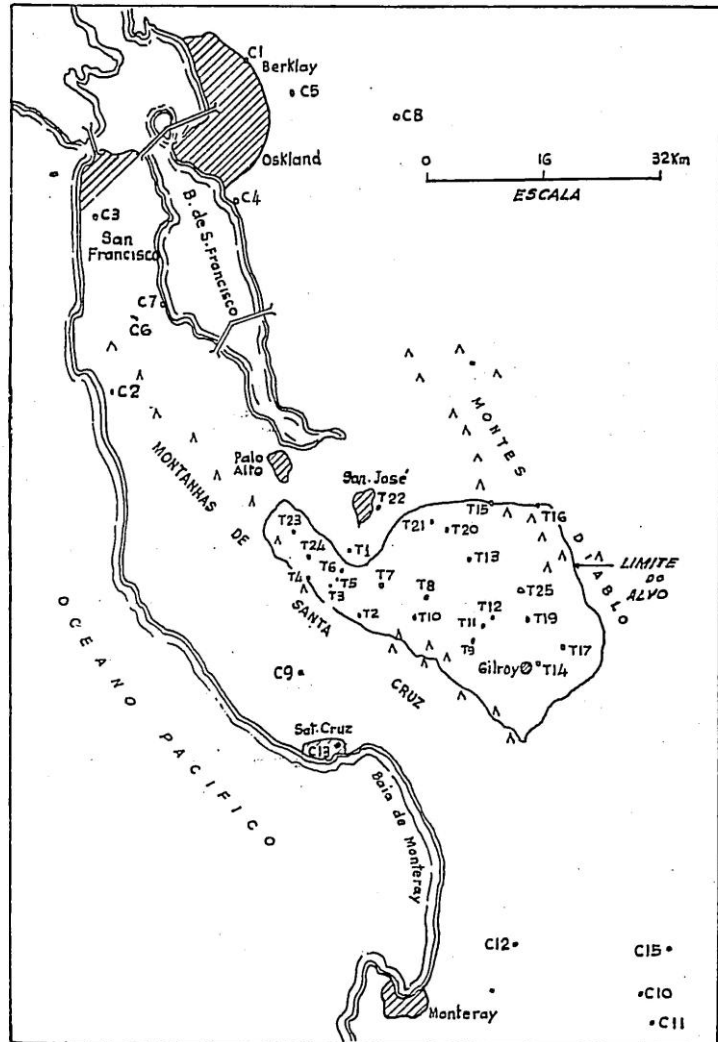 C1
Berklay
C5
C8
Oskland
0 16 32Km
ESCALA
C4
C3
San
Francisco
B. de S. Francisco
C7
C6
C2
MONTES
DIABLO
MONTANHAS DE
SANTA
CRUZ
Palo
Alto
San José
T22
T15
T16
T23
T21
T20
T1
T24
T13
T6
LIMITE
DO
ALVO
T4
T5
T7
T3
T8
T25
T2
T10
T12
T11
T19
T9
T17
Gilroy
T14
C9
OCEANO PACIFICO
Sat. Cruz
C13
Baia de Monteray
C12
C15
C10
Monteray
C11